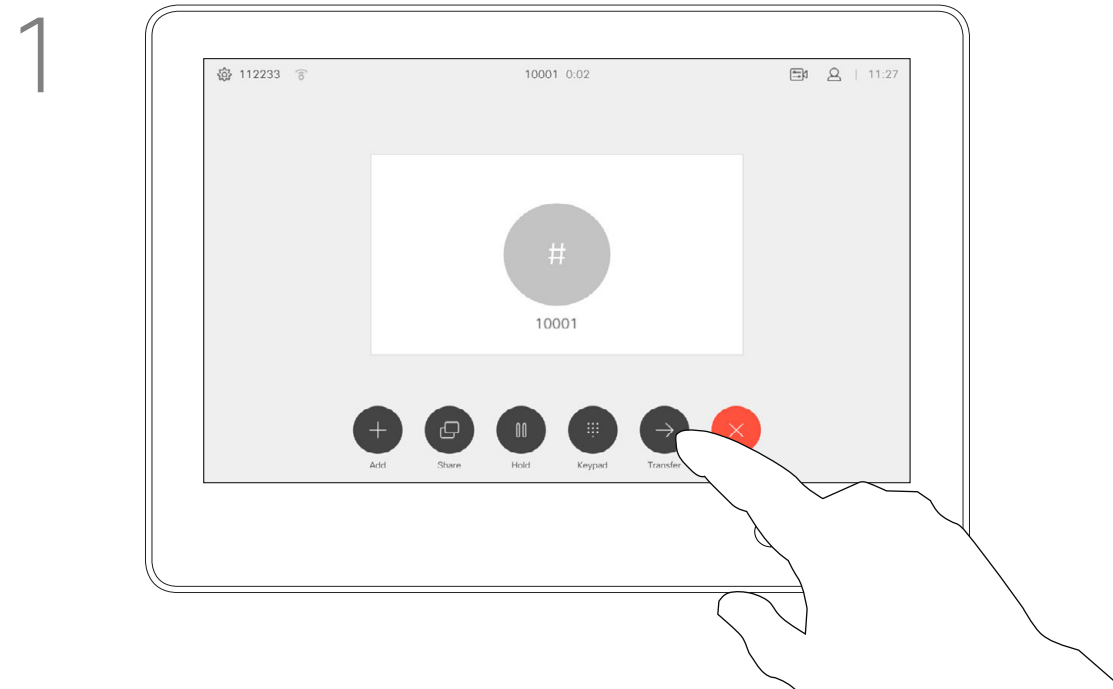 1
112233 10001 0:02 | 11:27
#
10001
Add Share Hold Keypad Transfer